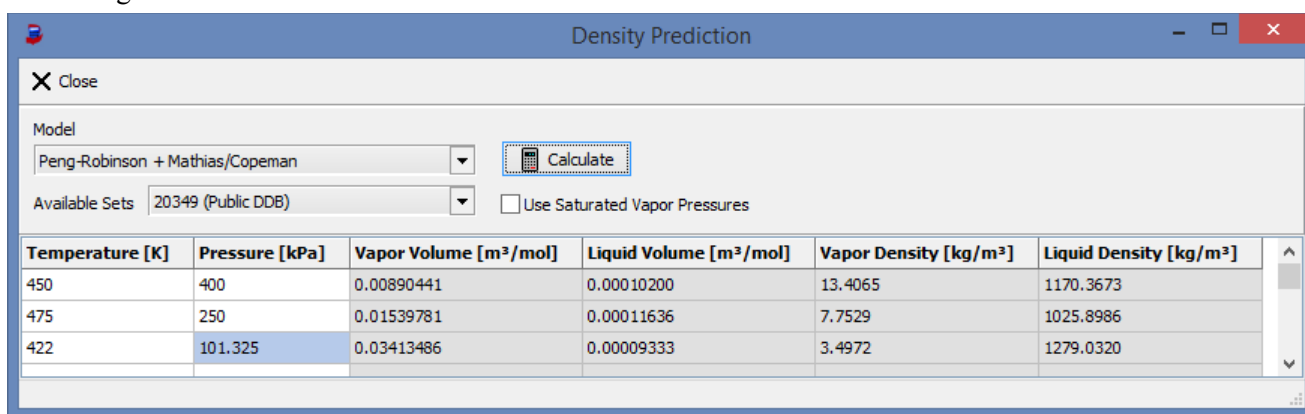 Density Prediction
Close
Model
Peng-Robinson + Mathias/Copeman
Calculate
Available Sets 20349 (Public DDB)
Use Saturated Vapor Pressures
Temperature [K] Pressure [kPa] Vapor Volume [m³/mol] Liquid Volume [m³/mol] Vapor Density [kg/m³] Liquid Density [kg/m³]
450 400 0.00890441 0.00010200 13.4065 1170.3673
475 250 0.01539781 0.00011636 7.7529 1025.8986
422 101.325 0.03413486 0.00009333 3.4972 1279.0320